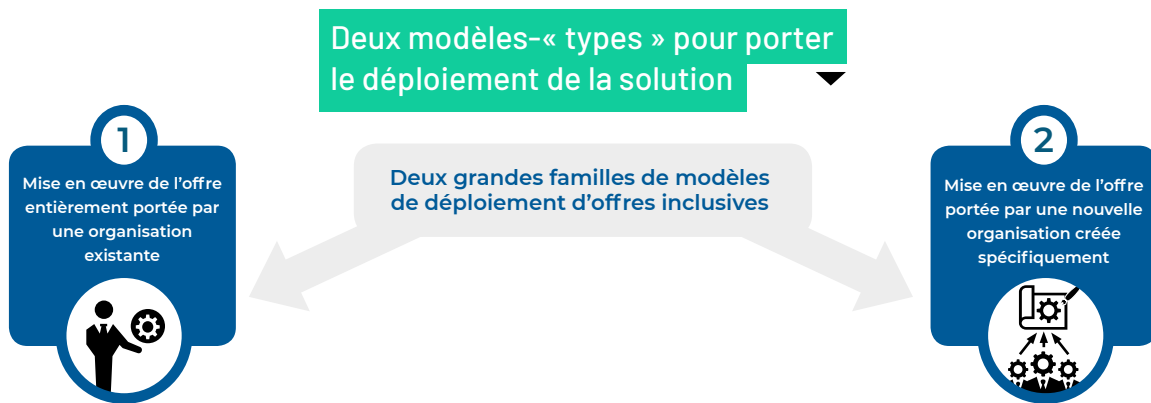 Deux modèles-« types » pour porter
le déploiement de la solution
1
Mise en œuvre de l’offre
entièrement portée par
une organisation
existante
Deux grandes familles de modèles
de déploiement d’offres inclusives
2
Mise en œuvre de l’offre
portée par une nouvelle
organisation créée
spécifiquement